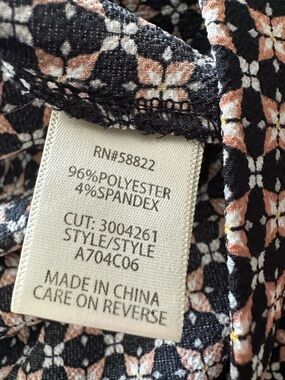 RN#58822
96%POLYESTER
4%SPANDEX
CUT: 3004261
STYLE/STYLE
A704C06
MADE IN CHINA
CARE ON REVERSE